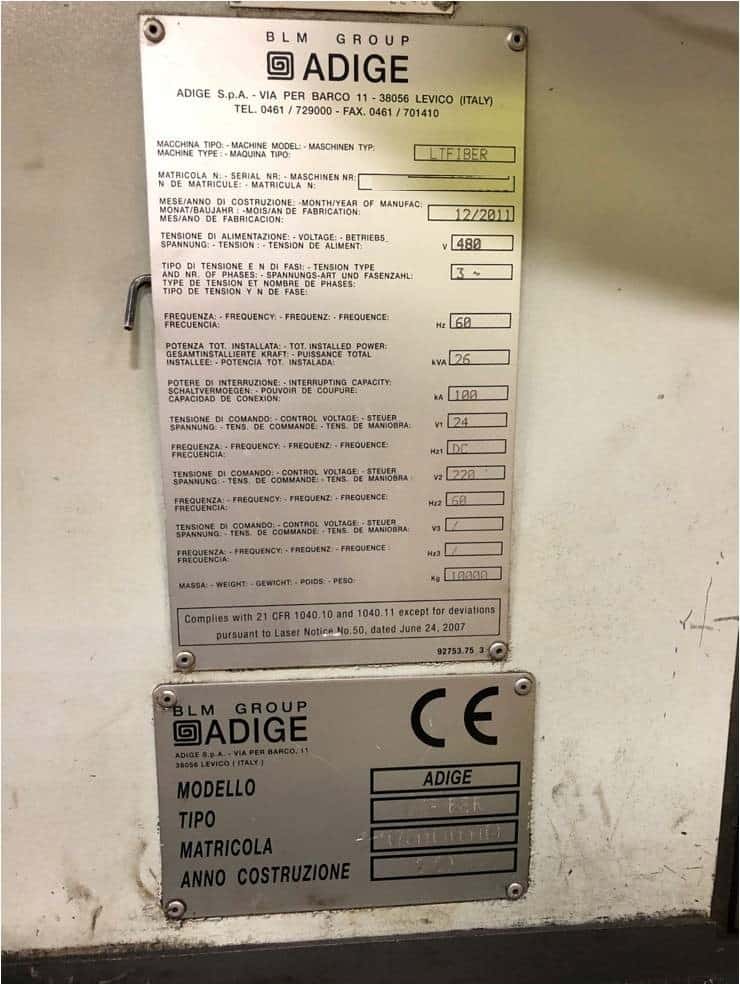 BLM GROUP
ADIGE
ADIGE S.p.A. - VIA PER BARCO 11 - 38056 LEVICO (ITALY)
TEL. 0461 / 729000 - FAX. 0461 / 701410
MACCHINA TIPO: - MACHINE MODEL: - MASCHINEN TYP:
MACHINE TYPE: - MAQUINA TIPO:
LTFIBER
MATRICOLA N: - SERIAL NR: - MASCHINEN NR:
N DE MATRICULE: - MATRICULA N:
MESE/ANNO DI COSTRUZIONE: -MONTH/YEAR OF MANUFAC:
MONAT/BAUJAHR : -MOIS/AN DE FABRICATION:
MES/ANO DE FABRICACION:
12/2011
TENSIONE DI ALIMENTAZIONE: - VOLTAGE: - BETRIEBS_
SPANNUNG: - TENSION : - TENSION DE ALIMENT:
V 480
TIPO DI TENSIONE E N DI FASI: - TENSION TYPE
AND NR. OF PHASES: - SPANNUNGS-ART UND FASENZAHL:
TYPE DE TENSION ET NOMBRE DE PHASES:
TIPO DE TENSION Y N DE FASE:
3 ~
FREQUENZA: - FREQUENCY: - FREQUENZ: - FREQUENCE:
FRECUENCIA:
Hz 60
POTENZA TOT. INSTALLATA: - TOT. INSTALLED POWER:
GESAMTINSTALLIERTE KRAFT: - PUISSANCE TOTAL
INSTALLEE: - POTENCIA TOT. INSTALADA:
kVA 26
POTERE DI INTERRUZIONE: - INTERRUPTING CAPACITY:
SCHALTVERMOEGEN: - POUVOIR DE COUPURE:
CAPACIDAD DE CONEXION:
kA 100
TENSIONE DI COMANDO: - CONTROL VOLTAGE: - STEUER
SPANNUNG: - TENS. DE COMMANDE: - TENS. DE MANIOBRA:
V1 24
FREQUENZA: - FREQUENCY: - FREQUENZ: - FREQUENCE:
FRECUENCIA:
Hz1 DC
TENSIONE DI COMANDO: - CONTROL VOLTAGE: - STEUER
SPANNUNG: - TENS. DE COMMANDE: - TENS. DE MANIOBRA :
V2 220
FREQUENZA: - FREQUENCY: - FREQUENZ: - FREQUENCE:
FRECUENCIA:
Hz2 60
TENSIONE DI COMANDO: - CONTROL VOLTAGE: - STEUER
SPANNUNG: - TENS. DE COMMANDE: - TENS. DE MANIOBRA:
V3 /
FREQUENZA: - FREQUENCY: - FREQUENZ: - FREQUENCE :
FRECUENCIA:
Hz3 /
MASSA: - WEIGHT: - GEWICHT: - POIDS: - PESO:
Kg 10000
Complies with 21 CFR 1040.10 and 1040.11 except for deviations
pursuant to Laser Notice No.50, dated June 24, 2007
92753.75 3
BLM GROUP
ADIGE
CE
ADIGE S.p.A. - VIA PER BARCO, 11
38056 LEVICO ( ITALY )
MODELLO ADIGE
TIPO
MATRICOLA
ANNO COSTRUZIONE